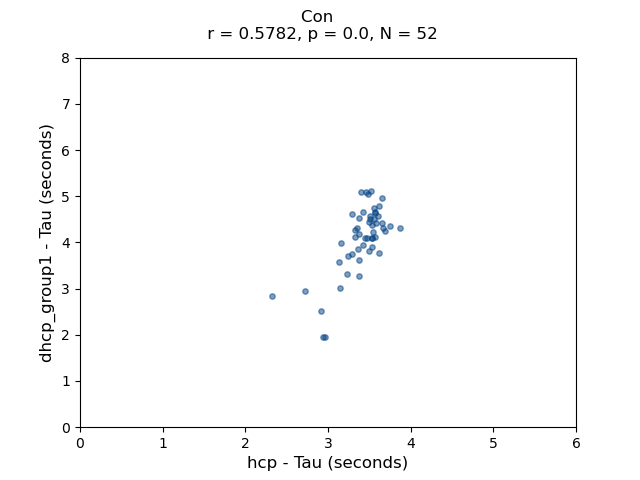 Con
r = 0.5782, p = 0.0, N = 52
8
7
6
5
4
3
2
1
0
dhcp_group1 - Tau (seconds)
0 1 2 3 4 5 6
hcp - Tau (seconds)